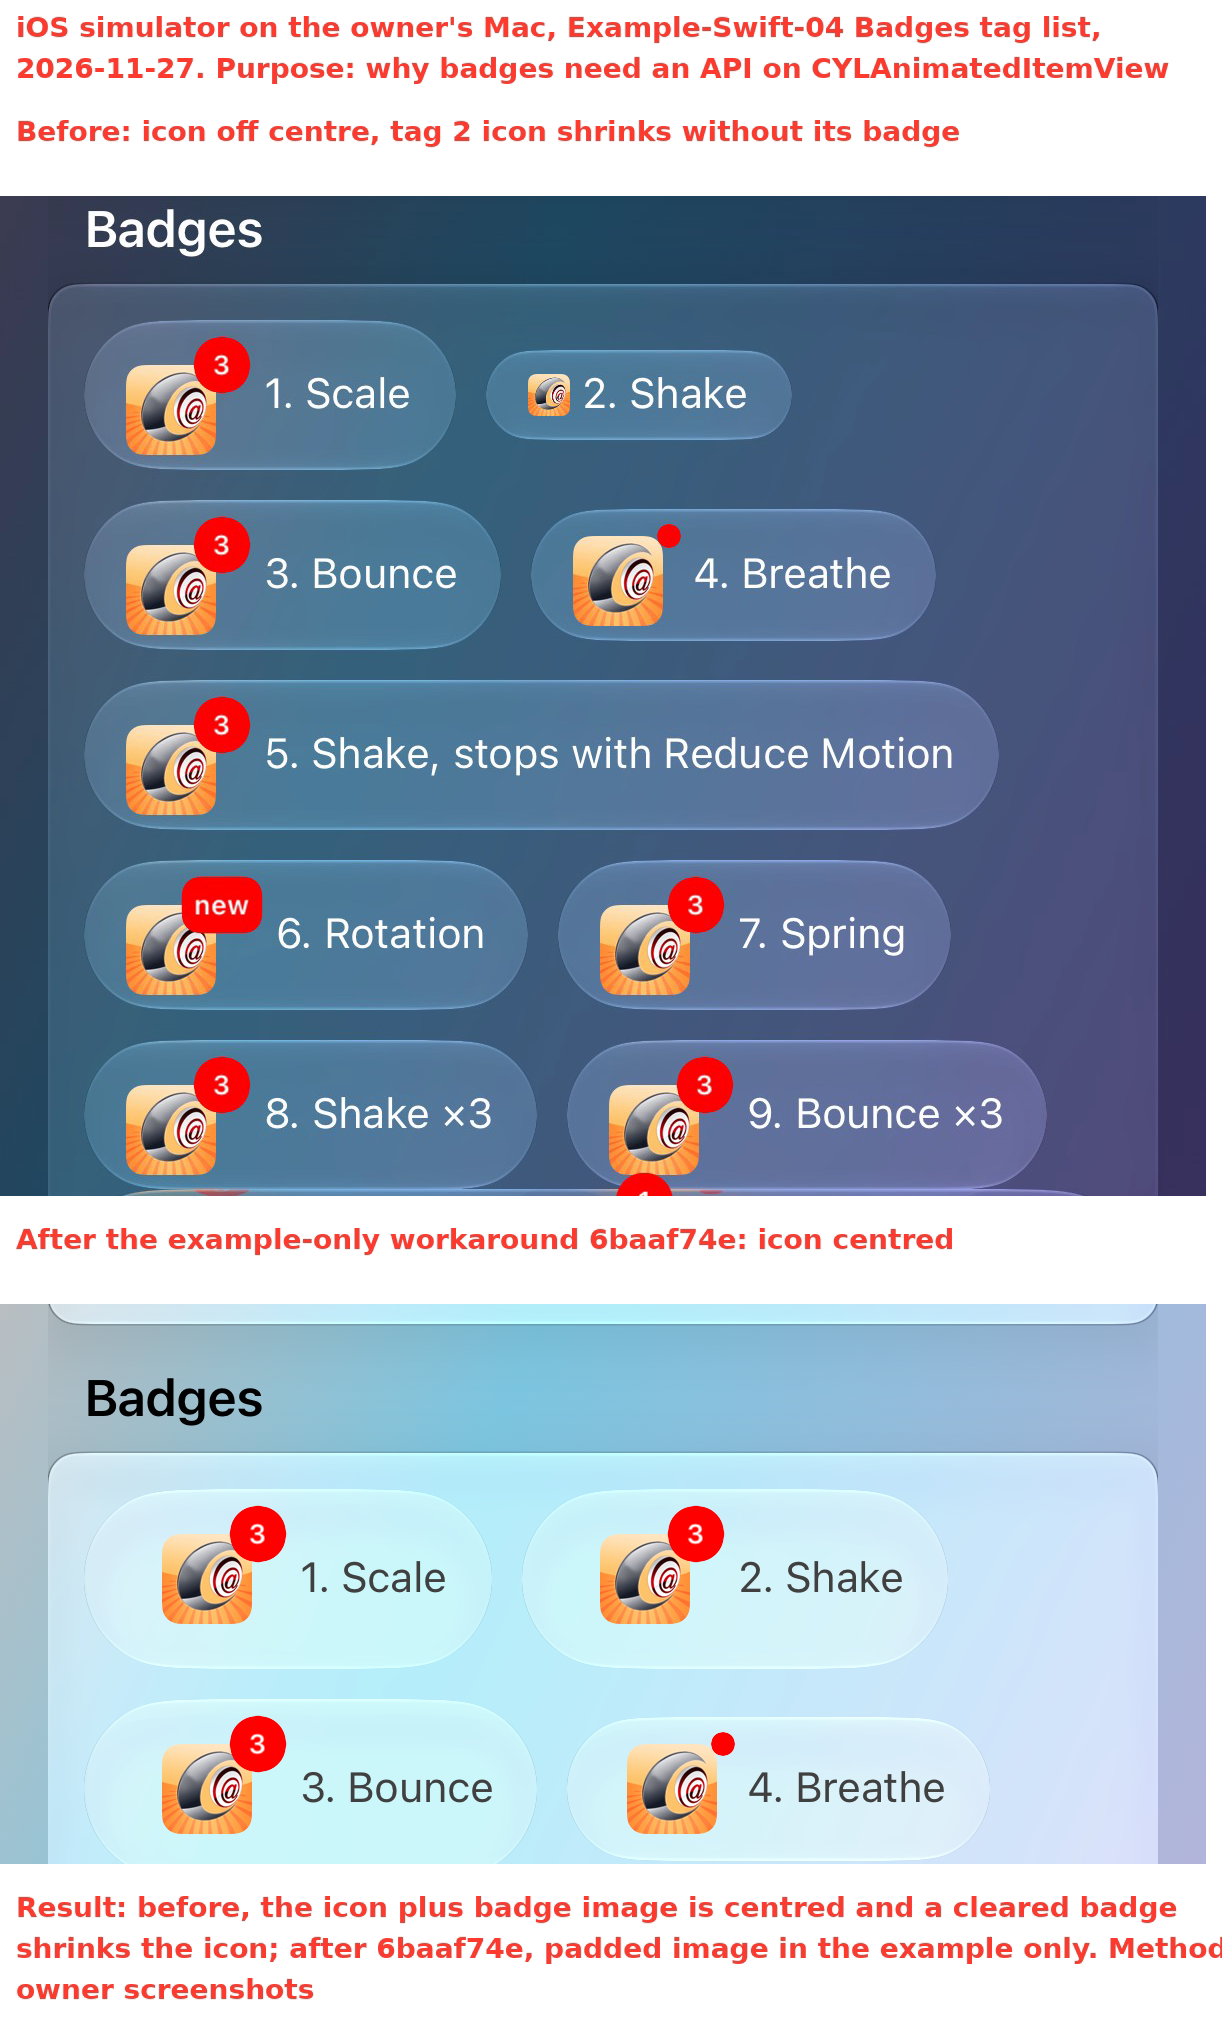 iOS simulator on the owner's Mac, Example-Swift-04 Badges tag list,
2026-11-27. Purpose: why badges need an API on CYLAnimatedItemView
Before: icon off centre, tag 2 icon shrinks without its badge
Badges
3
@
1. Scale
@
2. Shake
3
@
3. Bounce
@
4. Breathe
3
@
5. Shake, stops with Reduce Motion
new
@
6. Rotation
3
@
7. Spring
3
@
8. Shake ×3
3
@
9. Bounce ×3
After the example-only workaround 6baaf74e: icon centred
Badges
3
@
1. Scale
3
@
2. Shake
3
@
3. Bounce
@
4. Breathe
Result: before, the icon plus badge image is centred and a cleared badge
shrinks the icon; after 6baaf74e, padded image in the example only. Method
owner screenshots